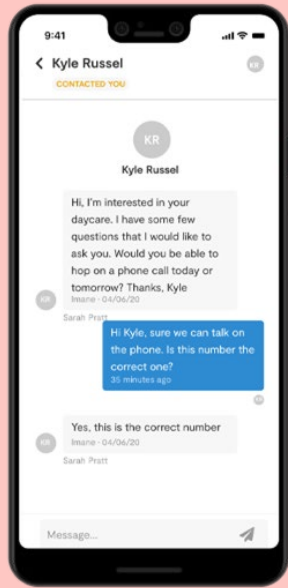 9:41
Kyle Russel
KR
CONTACTED YOU
KR
Kyle Russel
Hi, I'm interested in your
daycare. I have some few
questions that I would like to
ask you. Would you be able to
hop on a phone call today or
tomorrow? Thanks, Kyle
Imane - 04/06/20
KR
Sarah Pratt
Hi Kyle, sure we can talk on
the phone. Is this number the
correct one?
35 minutes ago
Yes, this is the correct number
Imane - 04/06/20
KR
Sarah Pratt
Message...